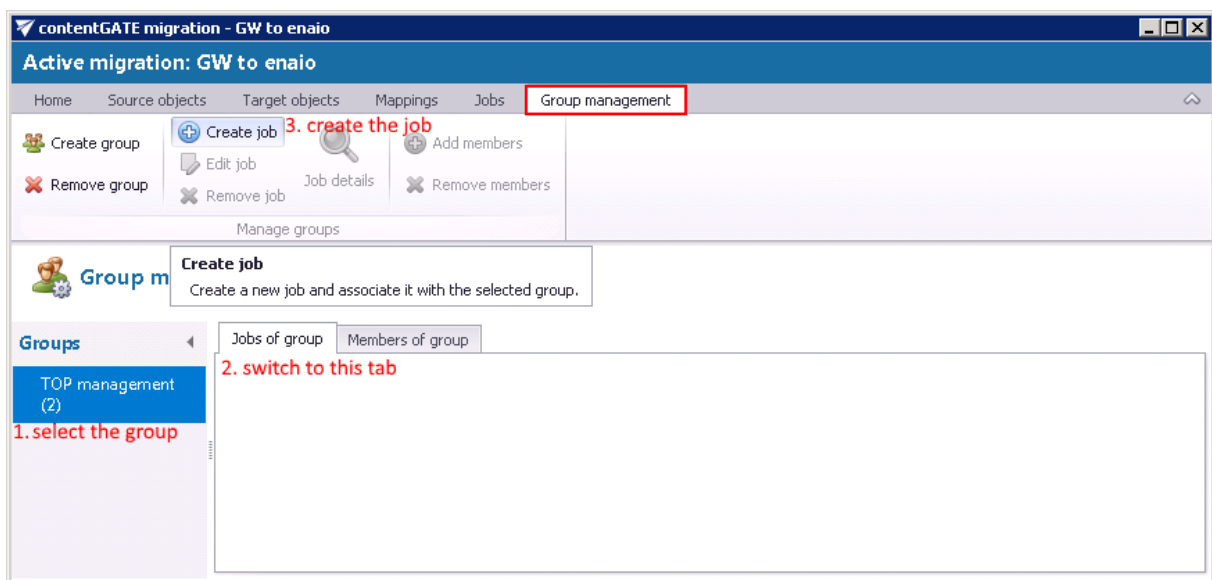 contentGATE migration - GW to enaio
Active migration: GW to enaio
Home Source objects Target objects Mappings Jobs Group management
Create group
Create job
3. create the job
Add members
Edit job
Job details
Remove group
Remove job
Remove members
Manage groups
Group m
Create job
Create a new job and associate it with the selected group.
Groups
Jobs of group
Members of group
2. switch to this tab
TOP management
(2)
1. select the group